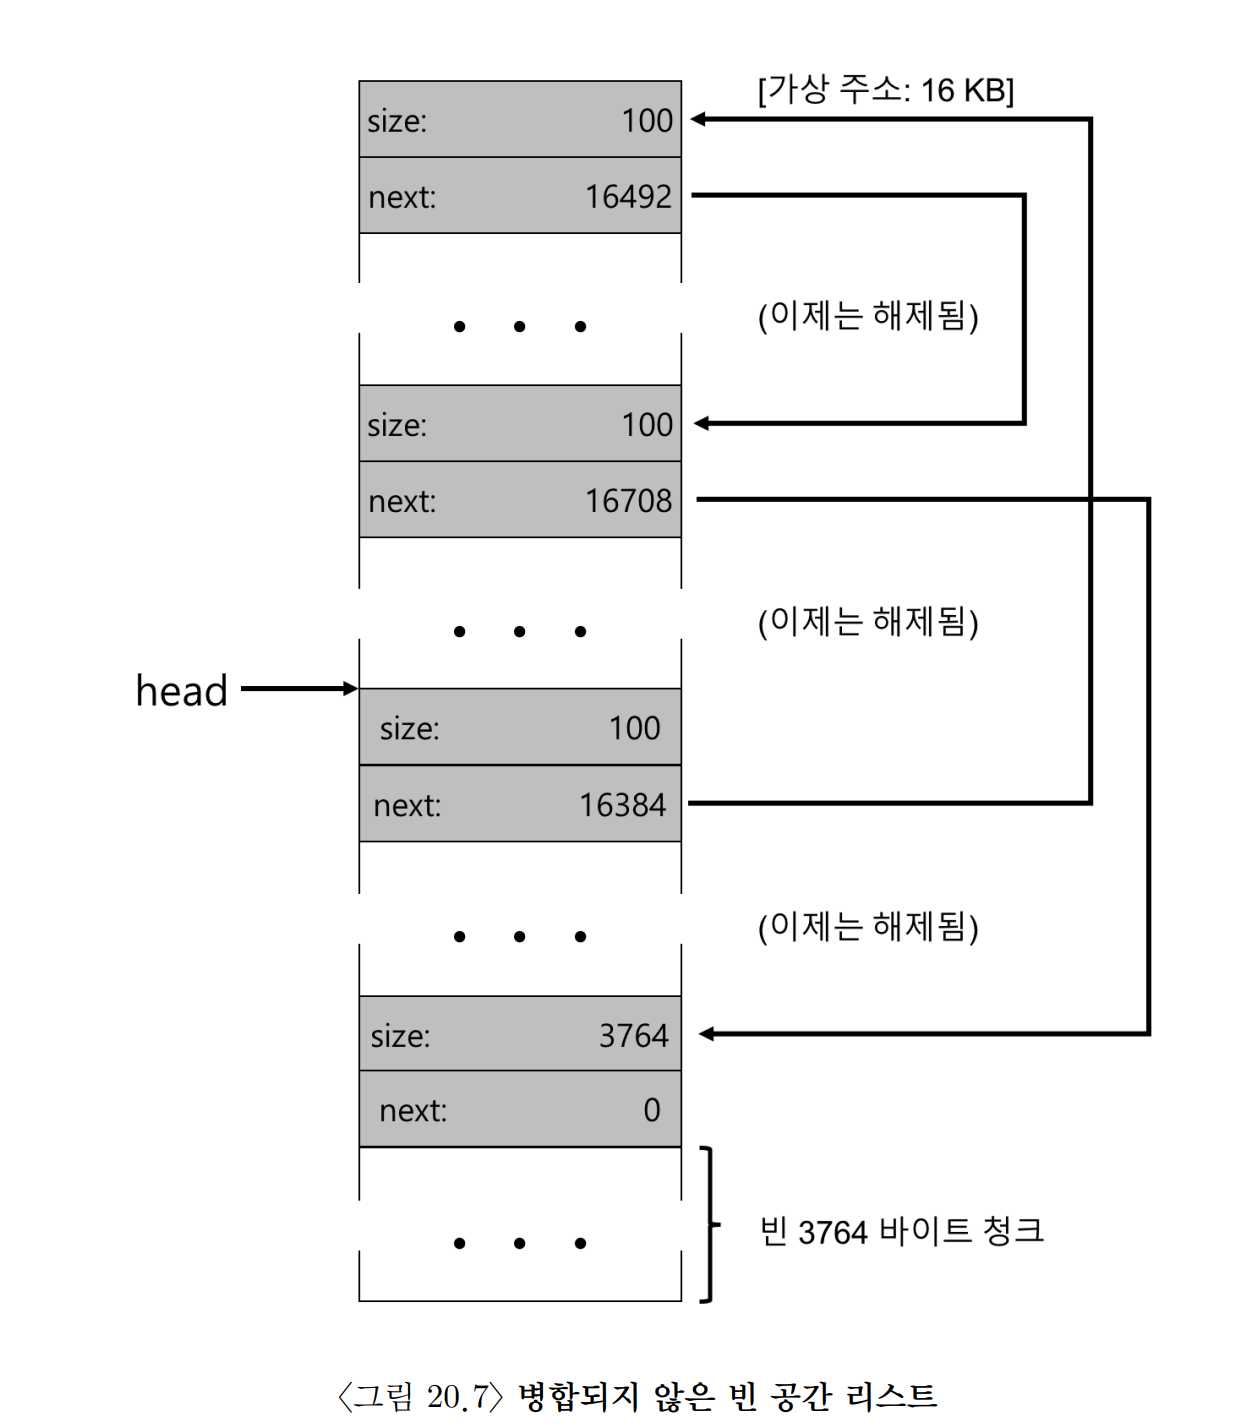 [가상 주소: 16 KB]
size: 100
next: 16492
(이제는 해제됨)
size: 100
next: 16708
(이제는 해제됨)
head
size: 100
next: 16384
(이제는 해제됨)
size: 3764
next: 0
빈 3764 바이트 청크
〈그림 20.7〉 병합되지 않은 빈 공간 리스트